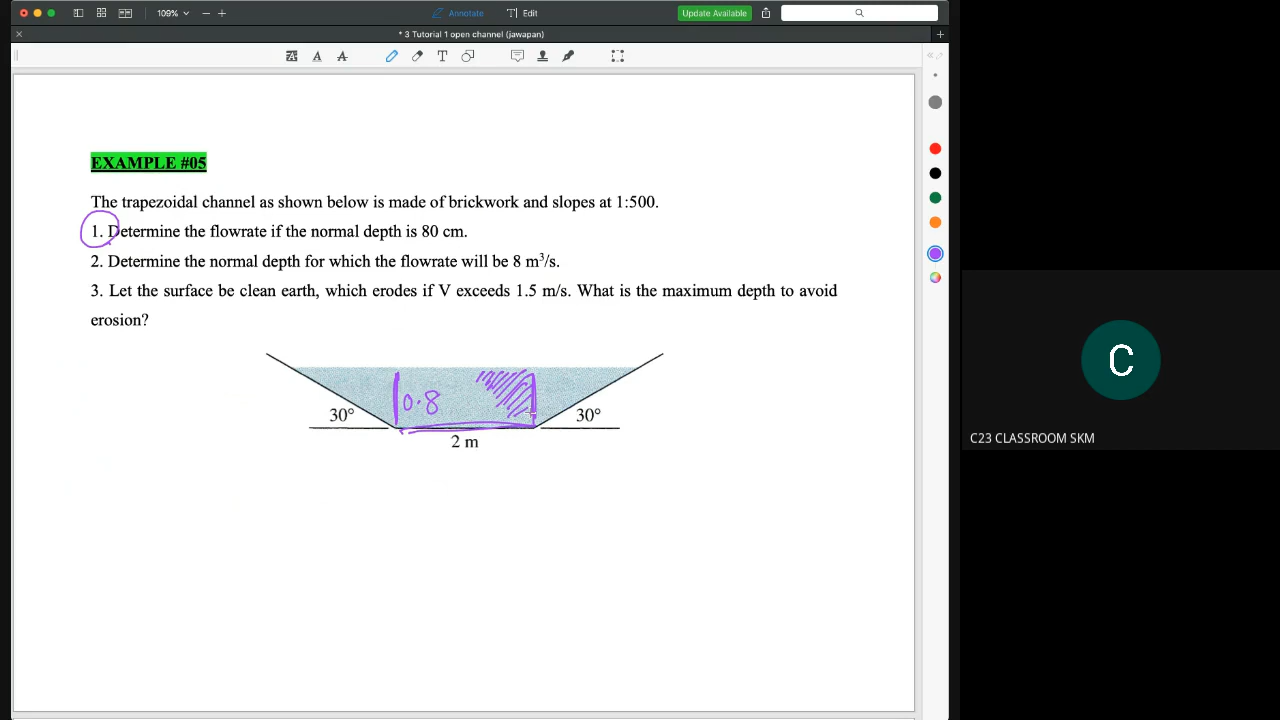 109%
Annotate
Edit
Update Available
* 3 Tutorial 1 open channel (jawapan)
EXAMPLE #05
The trapezoidal channel as shown below is made of brickwork and slopes at 1:500.
1. Determine the flowrate if the normal depth is 80 cm.
2. Determine the normal depth for which the flowrate will be 8 m³/s.
3. Let the surface be clean earth, which erodes if V exceeds 1.5 m/s. What is the maximum depth to avoid
erosion?
0.8
30°
30°
2 m
C
C23 CLASSROOM SKM